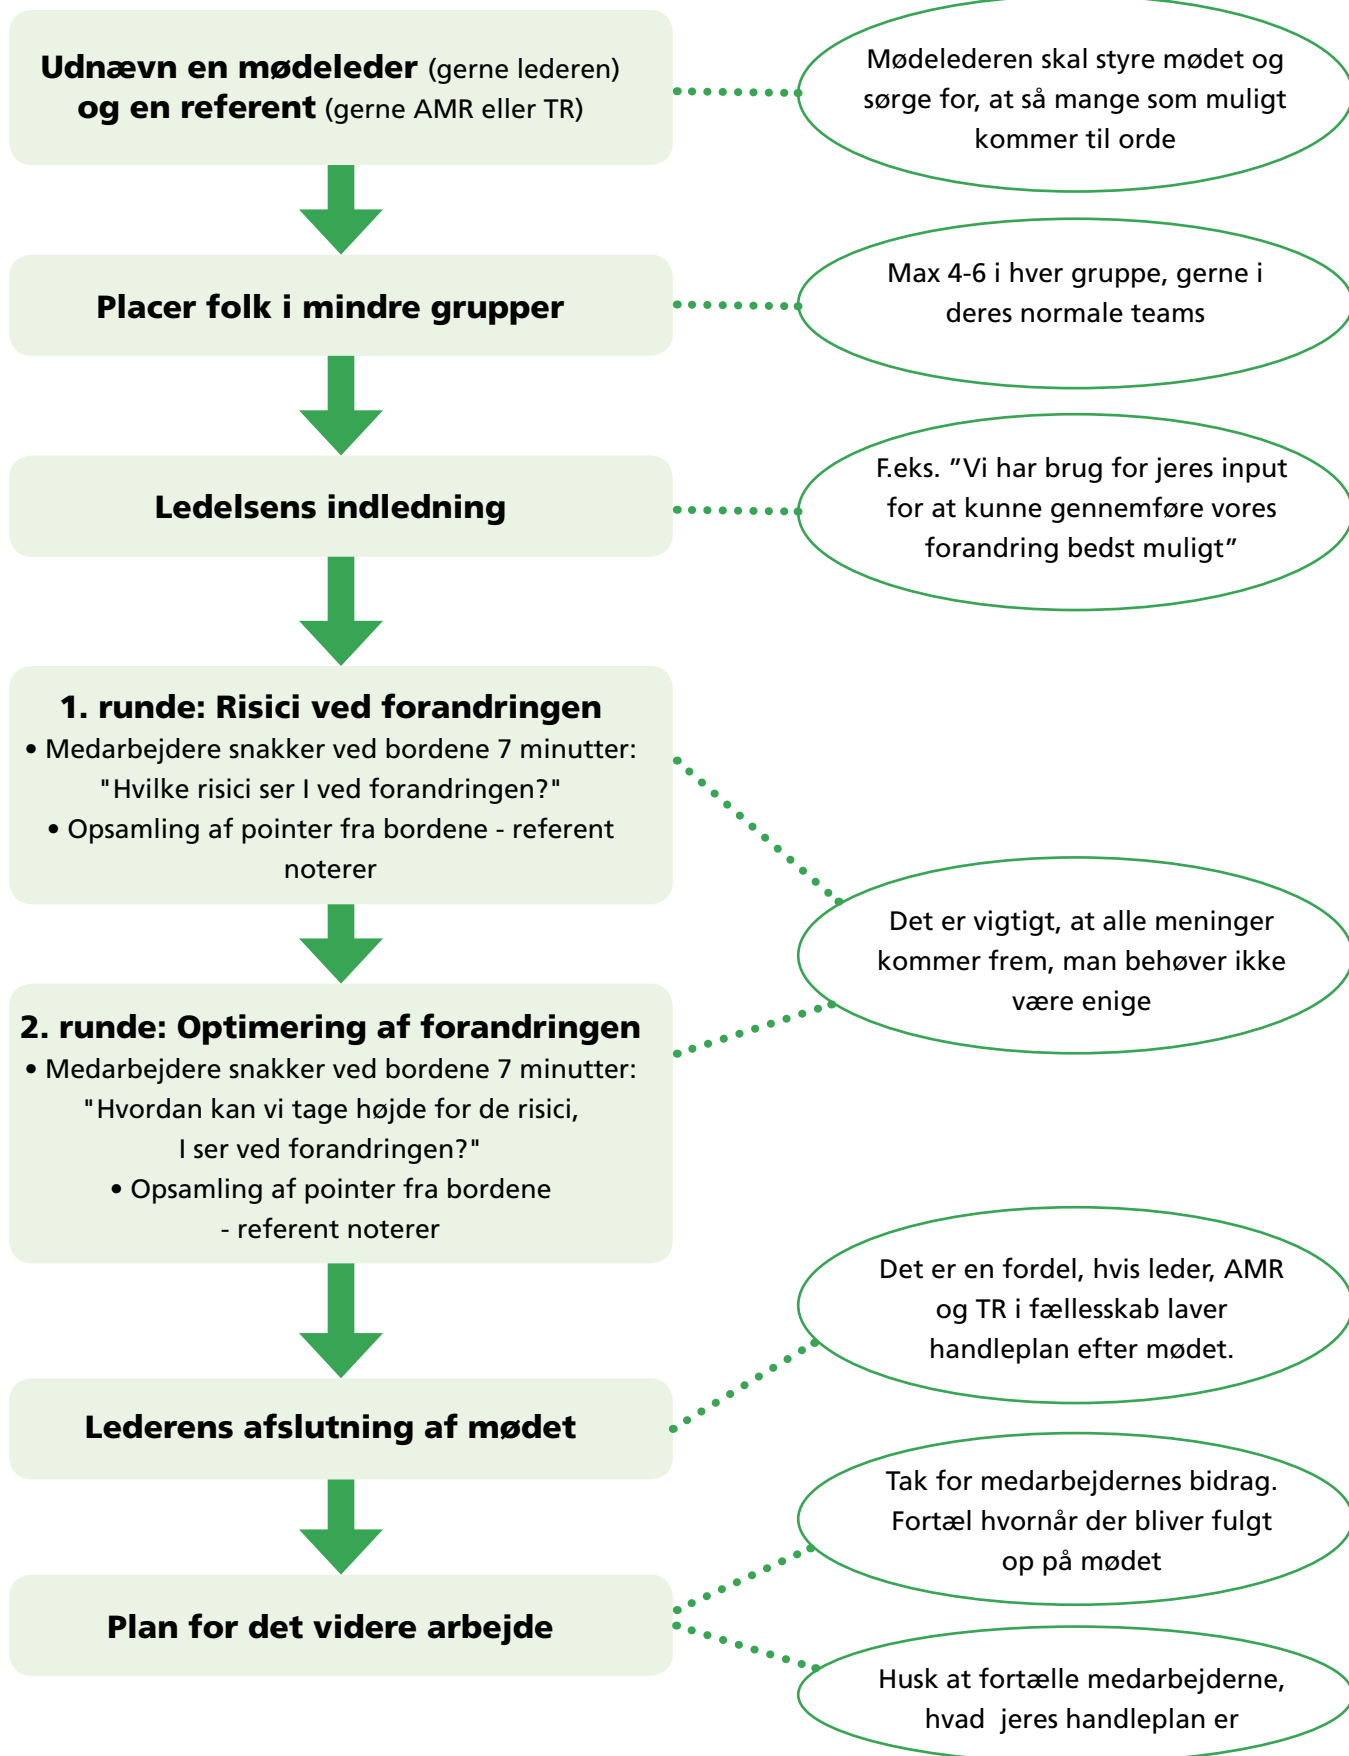 Udnævn en mødeleder (gerne lederen)
og en referent (gerne AMR eller TR)
Mødelederen skal styre mødet og
sørge for, at så mange som muligt
kommer til orde
Placer folk i mindre grupper
Max 4-6 i hver gruppe, gerne i
deres normale teams
Ledelsens indledning
F.eks. ”Vi har brug for jeres input
for at kunne gennemføre vores
forandring bedst muligt”
1. runde: Risici ved forandringen
• Medarbejdere snakker ved bordene 7 minutter:
"Hvilke risici ser I ved forandringen?"
• Opsamling af pointer fra bordene - referent
noterer
Det er vigtigt, at alle meninger
kommer frem, man behøver ikke
være enige
2. runde: Optimering af forandringen
• Medarbejdere snakker ved bordene 7 minutter:
"Hvordan kan vi tage højde for de risici,
I ser ved forandringen?"
• Opsamling af pointer fra bordene
- referent noterer
Det er en fordel, hvis leder, AMR
og TR i fællesskab laver
handleplan efter mødet.
Lederens afslutning af mødet
Tak for medarbejdernes bidrag.
Fortæl hvornår der bliver fulgt
op på mødet
Plan for det videre arbejde
Husk at fortælle medarbejderne,
hvad  jeres handleplan er